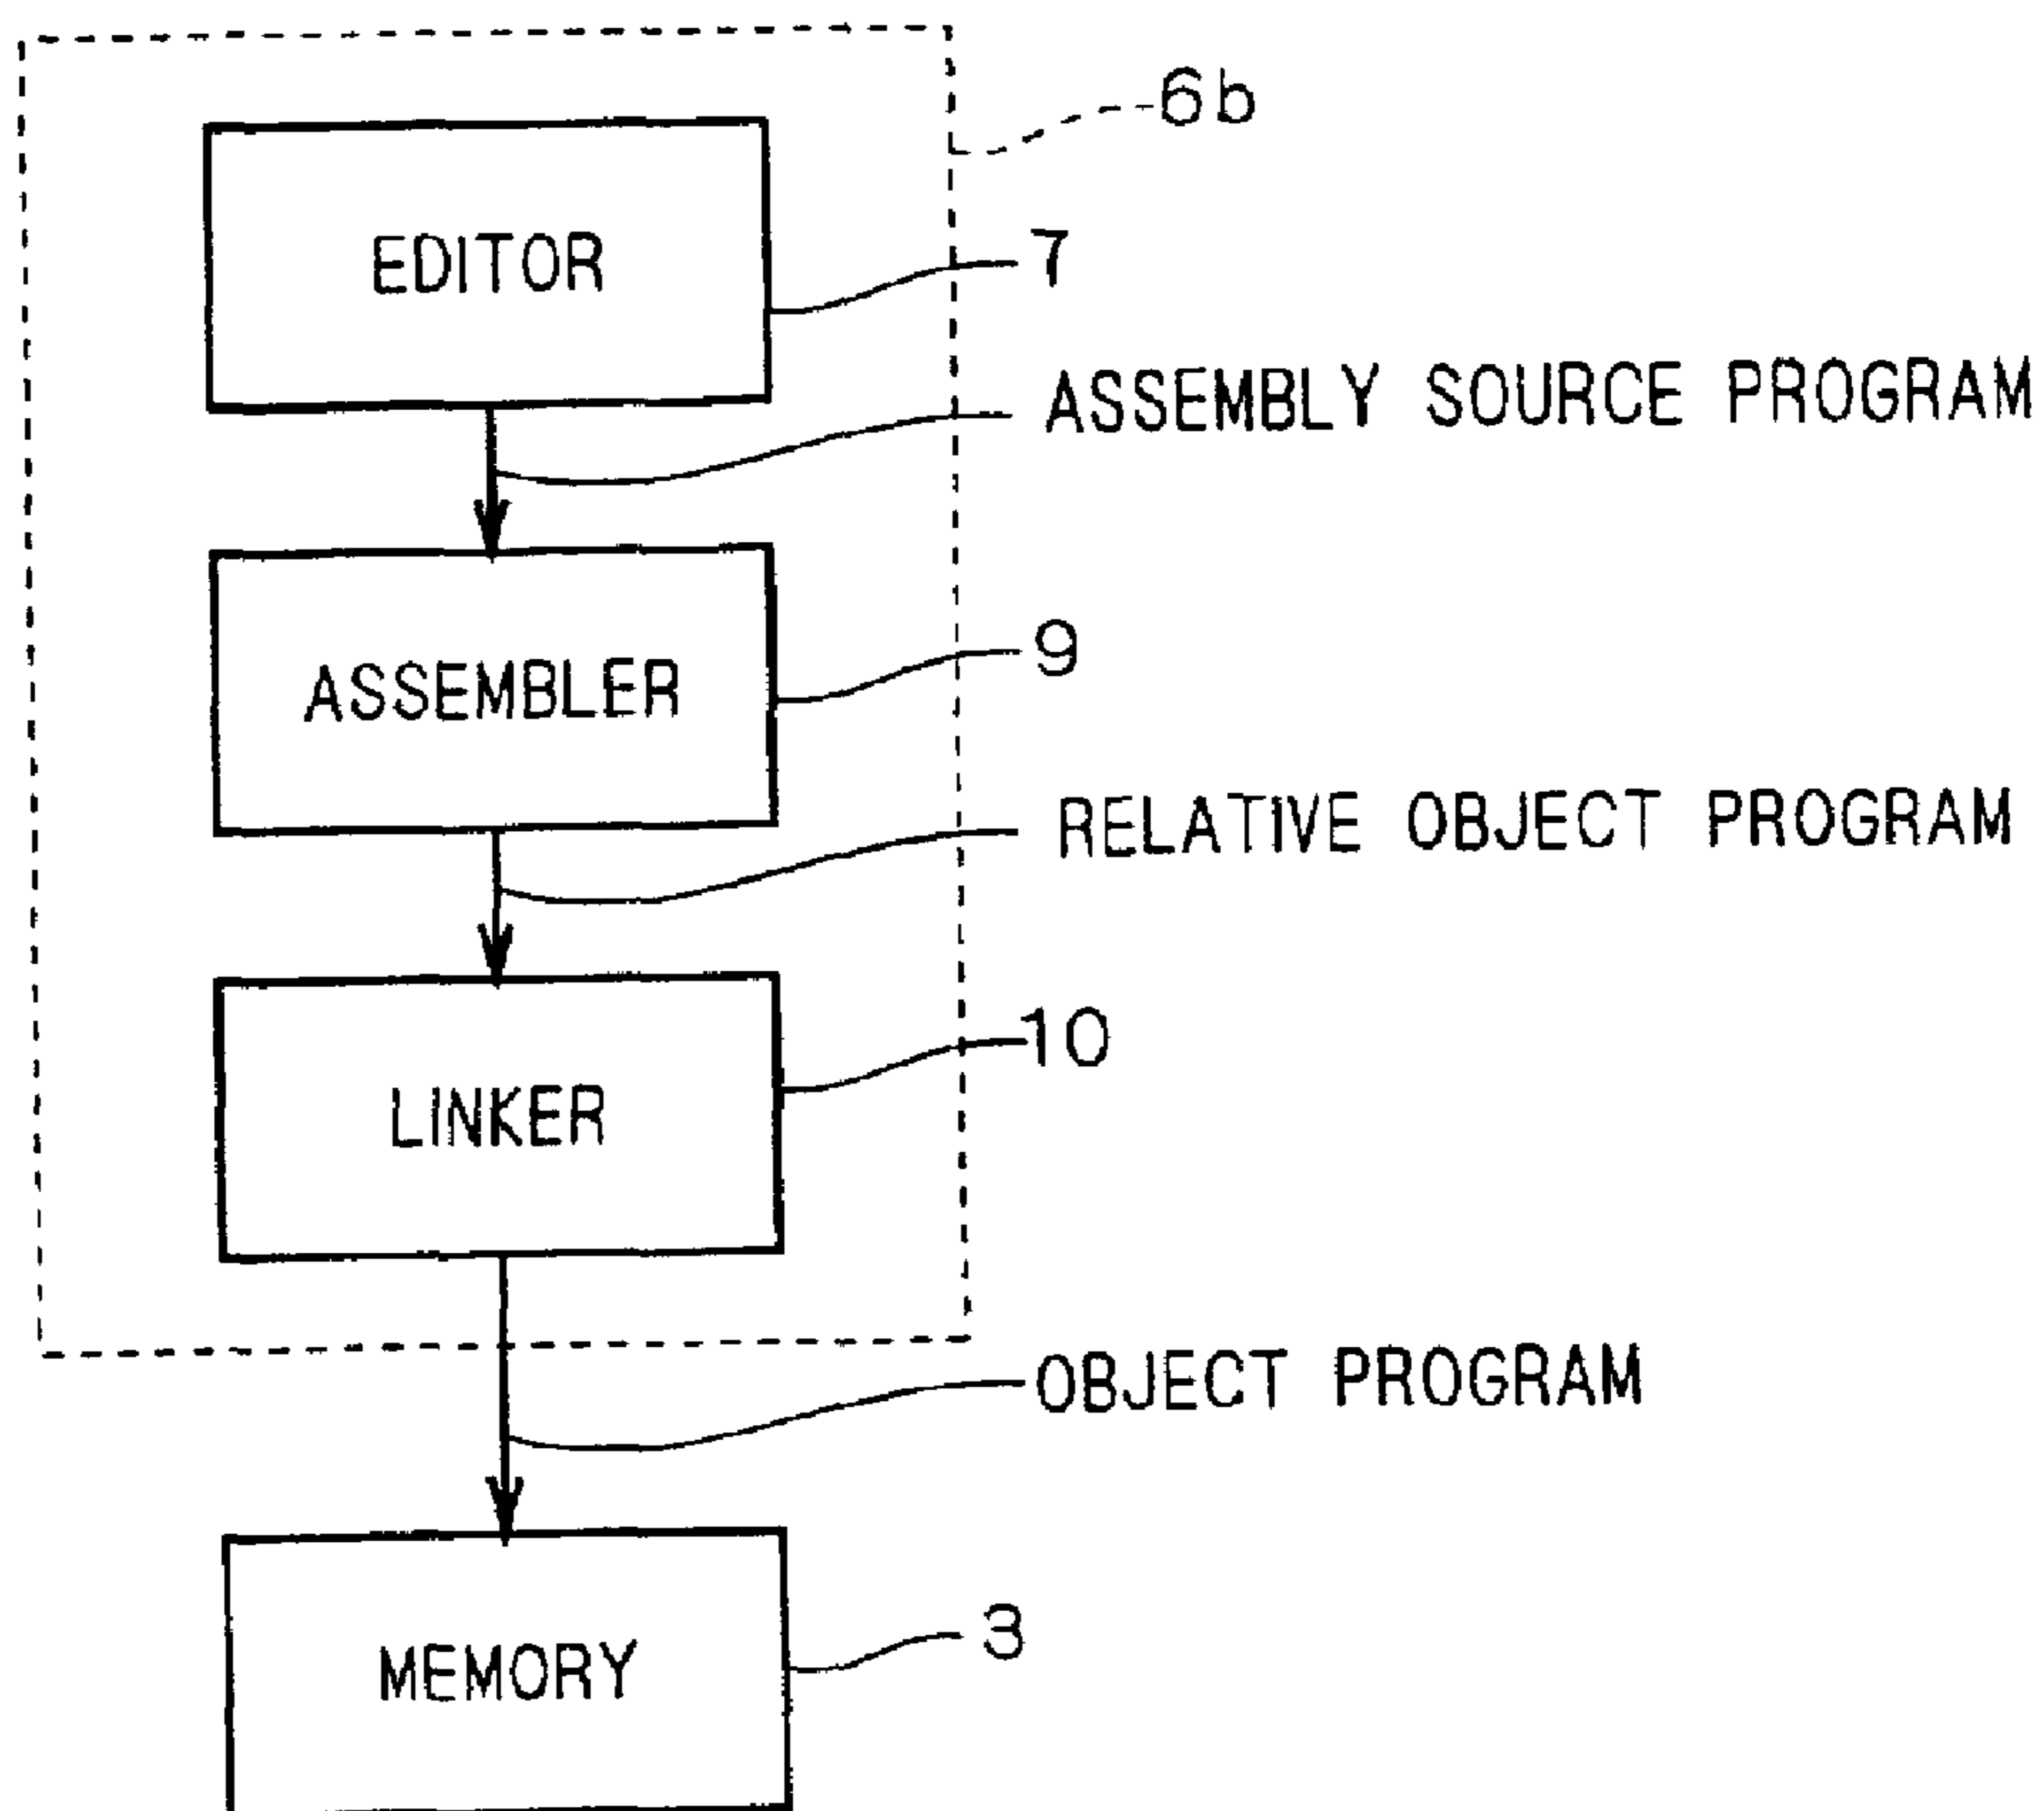 6b
EDITOR
7
ASSEMBLY SOURCE PROGRAM
ASSEMBLER
9
RELATIVE OBJECT PROGRAM
LINKER
10
OBJECT PROGRAM
MEMORY
3